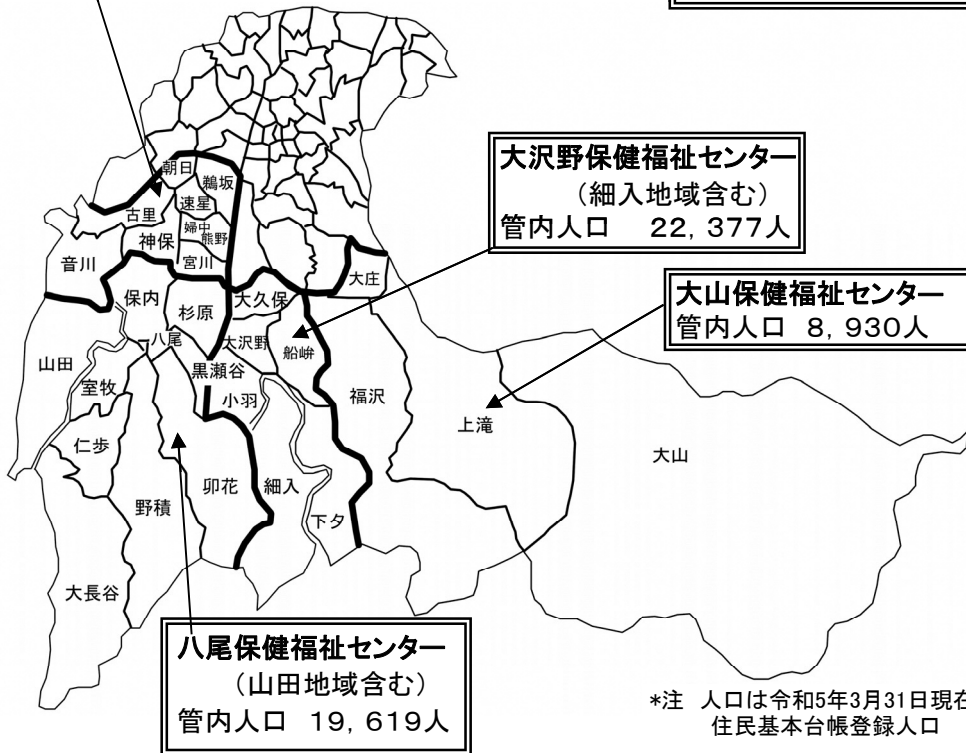 大沢野保健福祉センター
（細入地域含む）
管内人口 22,377人
大山保健福祉センター
管内人口 8,930人
朝日
鵜坂
速星
古里
婦中
熊野
神保
宮川
音川
大庄
保内
杉原
大久保
八尾
大沢野
船峅
山田
黒瀬谷
室牧
小羽
福沢
上滝
仁歩
大山
卯花
細入
野積
下夕
大長谷
八尾保健福祉センター
（山田地域含む）
管内人口 19,619人
*注 人口は令和5年3月31日現在
住民基本台帳登録人口